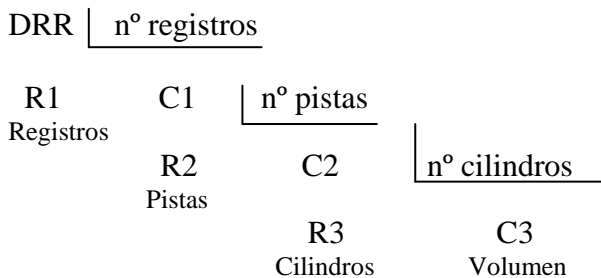 DRR nº registros
R1 C1 nº pistas
Registros
R2 C2 nº cilindros
Pistas
R3 C3
Cilindros Volumen